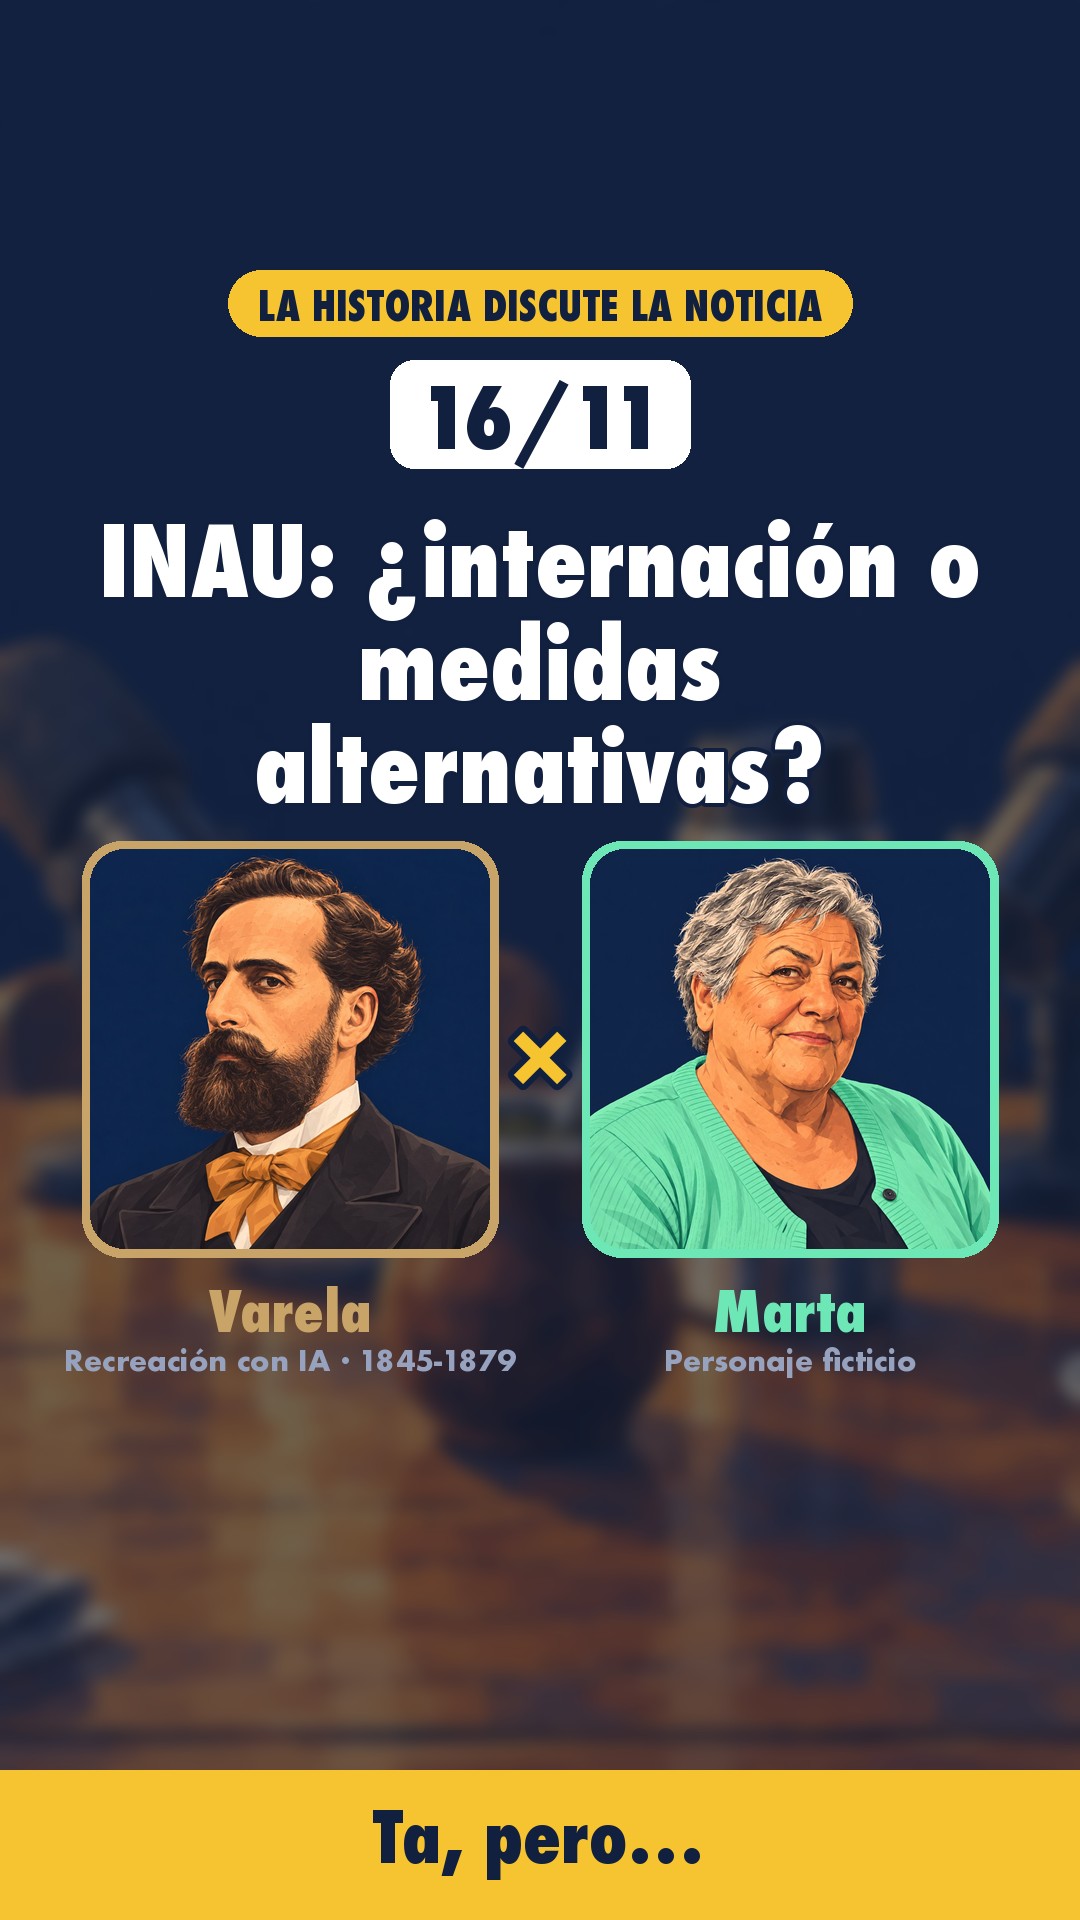 LA HISTORIA DISCUTE LA NOTICIA
16/11
INAU: ¿internación o
medidas
alternativas?
Varela
Recreación con IA • 1845-1879
Marta
Personaje ficticio
Ta, pero...